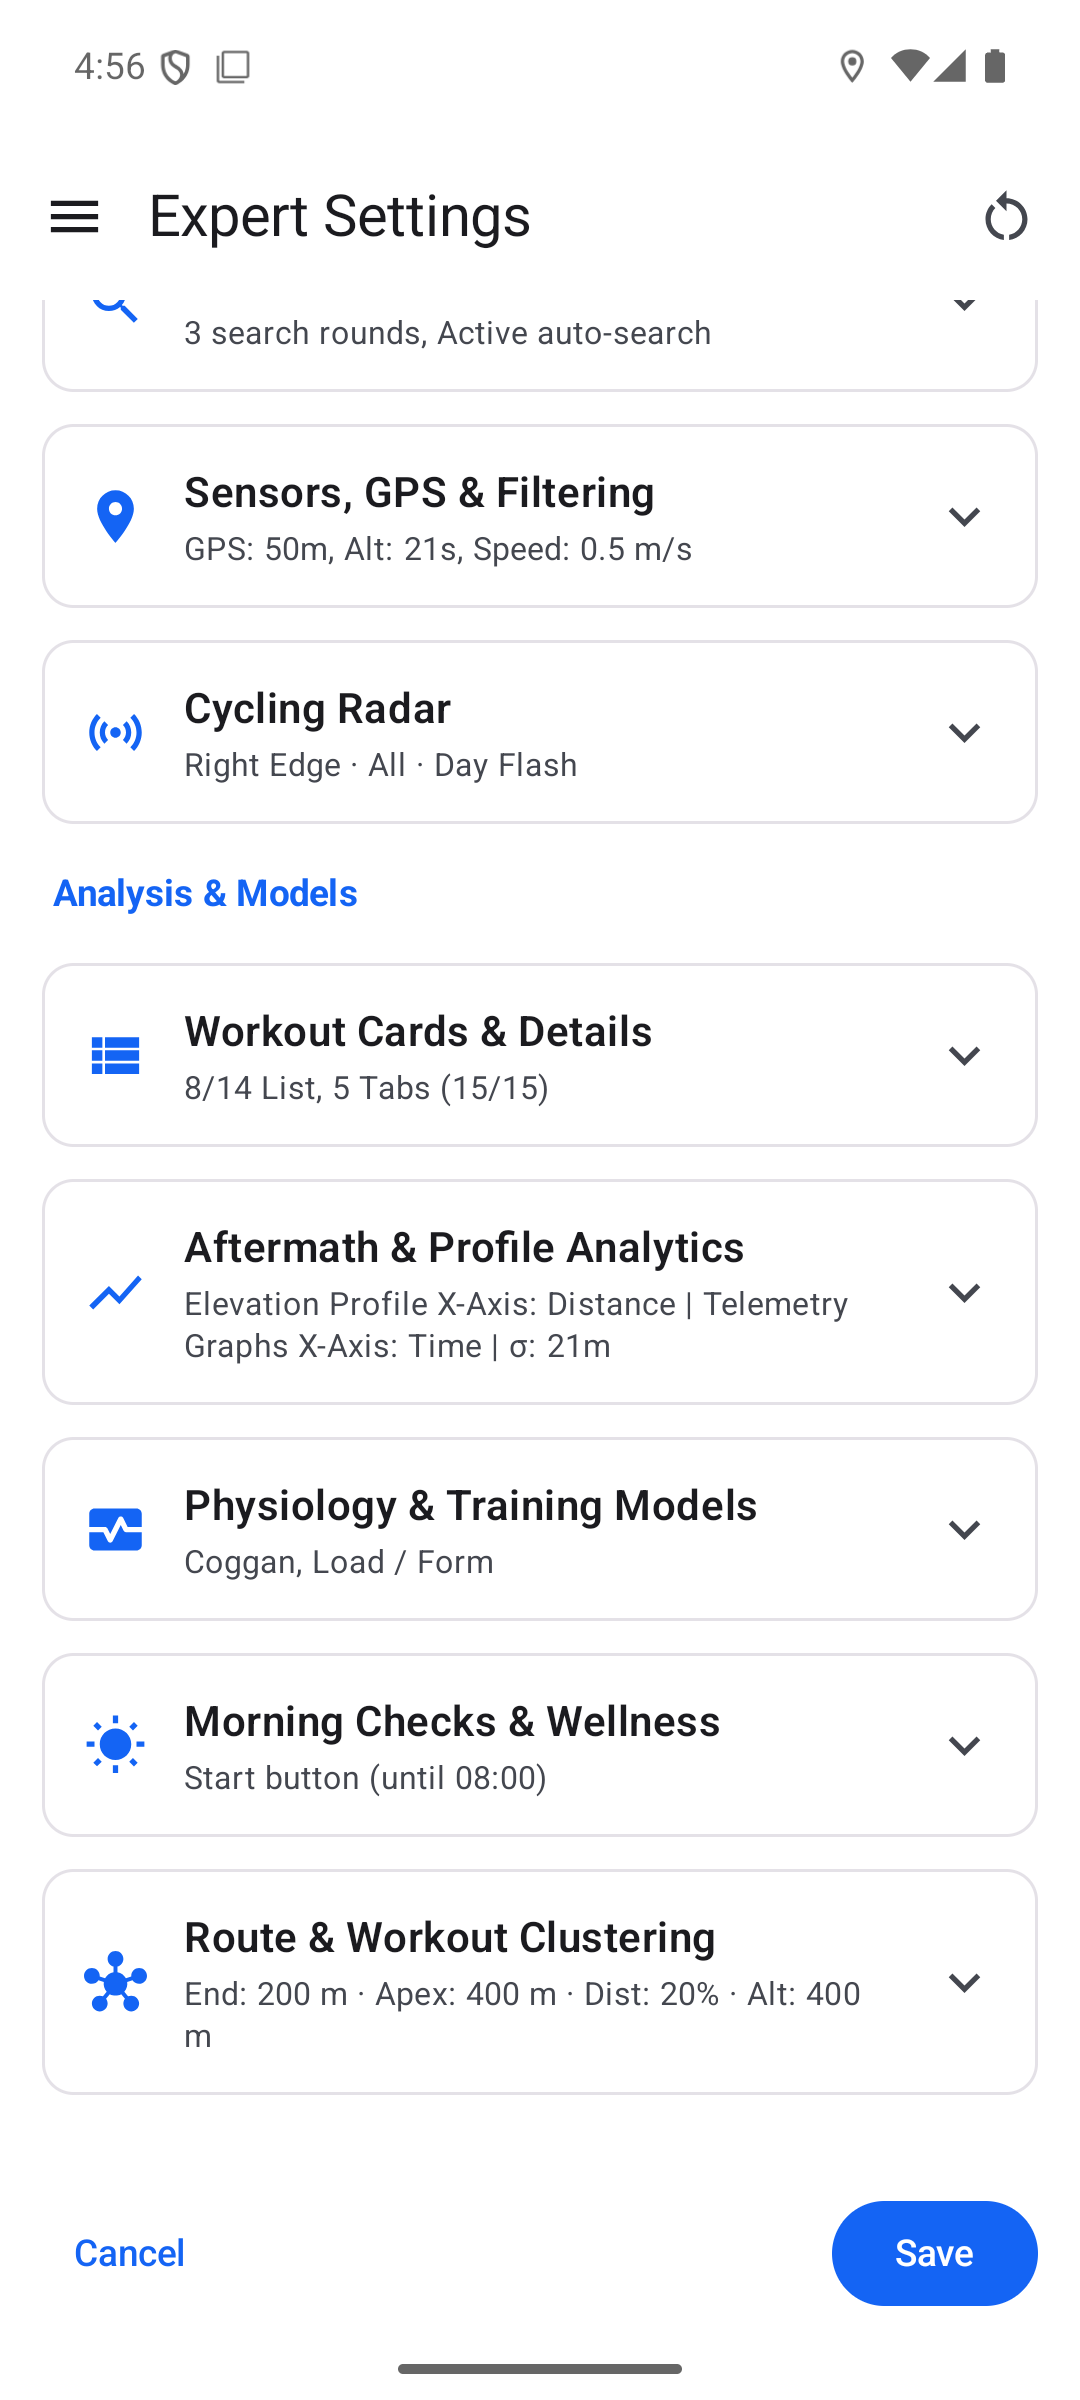 4:56
Expert Settings
3 search rounds, Active auto-search
Sensors, GPS & Filtering
GPS: 50m, Alt: 21s, Speed: 0.5 m/s
Cycling Radar
Right Edge · All · Day Flash
Analysis & Models
Workout Cards & Details
8/14 List, 5 Tabs (15/15)
Aftermath & Profile Analytics
Elevation Profile X-Axis: Distance | Telemetry
Graphs X-Axis: Time | σ: 21m
Physiology & Training Models
Coggan, Load / Form
Morning Checks & Wellness
Start button (until 08:00)
Route & Workout Clustering
End: 200 m · Apex: 400 m · Dist: 20% · Alt: 400
m
Cancel
Save